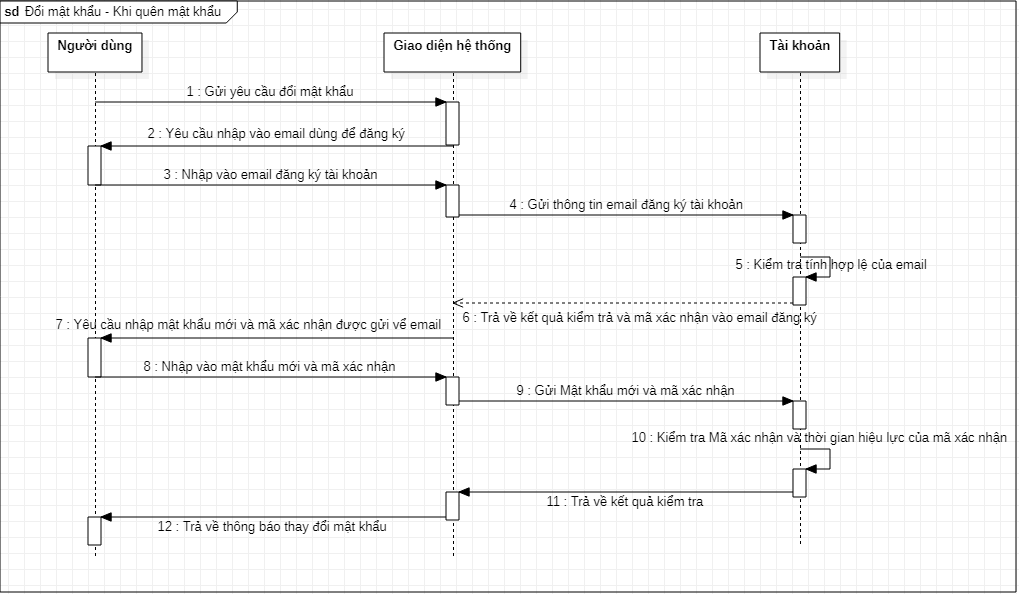 sd Đổi mật khẩu - Khi quên mật khẩu
Người dùng
Giao diện hệ thống
Tài khoản
1 : Gửi yêu cầu đổi mật khẩu
2 : Yêu cầu nhập vào email dùng để đăng ký
3 : Nhập vào email đăng ký tài khoản
4 : Gửi thông tin email đăng ký tài khoản
5 : Kiểm tra tính hợp lệ của email
6 : Trả về kết quả kiểm trả và mã xác nhận vào email đăng ký
7 : Yêu cầu nhập mật khẩu mới và mã xác nhận được gửi về email
8 : Nhập vào mật khẩu mới và mã xác nhận
9 : Gửi Mật khẩu mới và mã xác nhận
10 : Kiểm tra Mã xác nhận và thời gian hiệu lực của mã xác nhận
11 : Trả về kết quả kiểm tra
12 : Trả về thông báo thay đổi mật khẩu